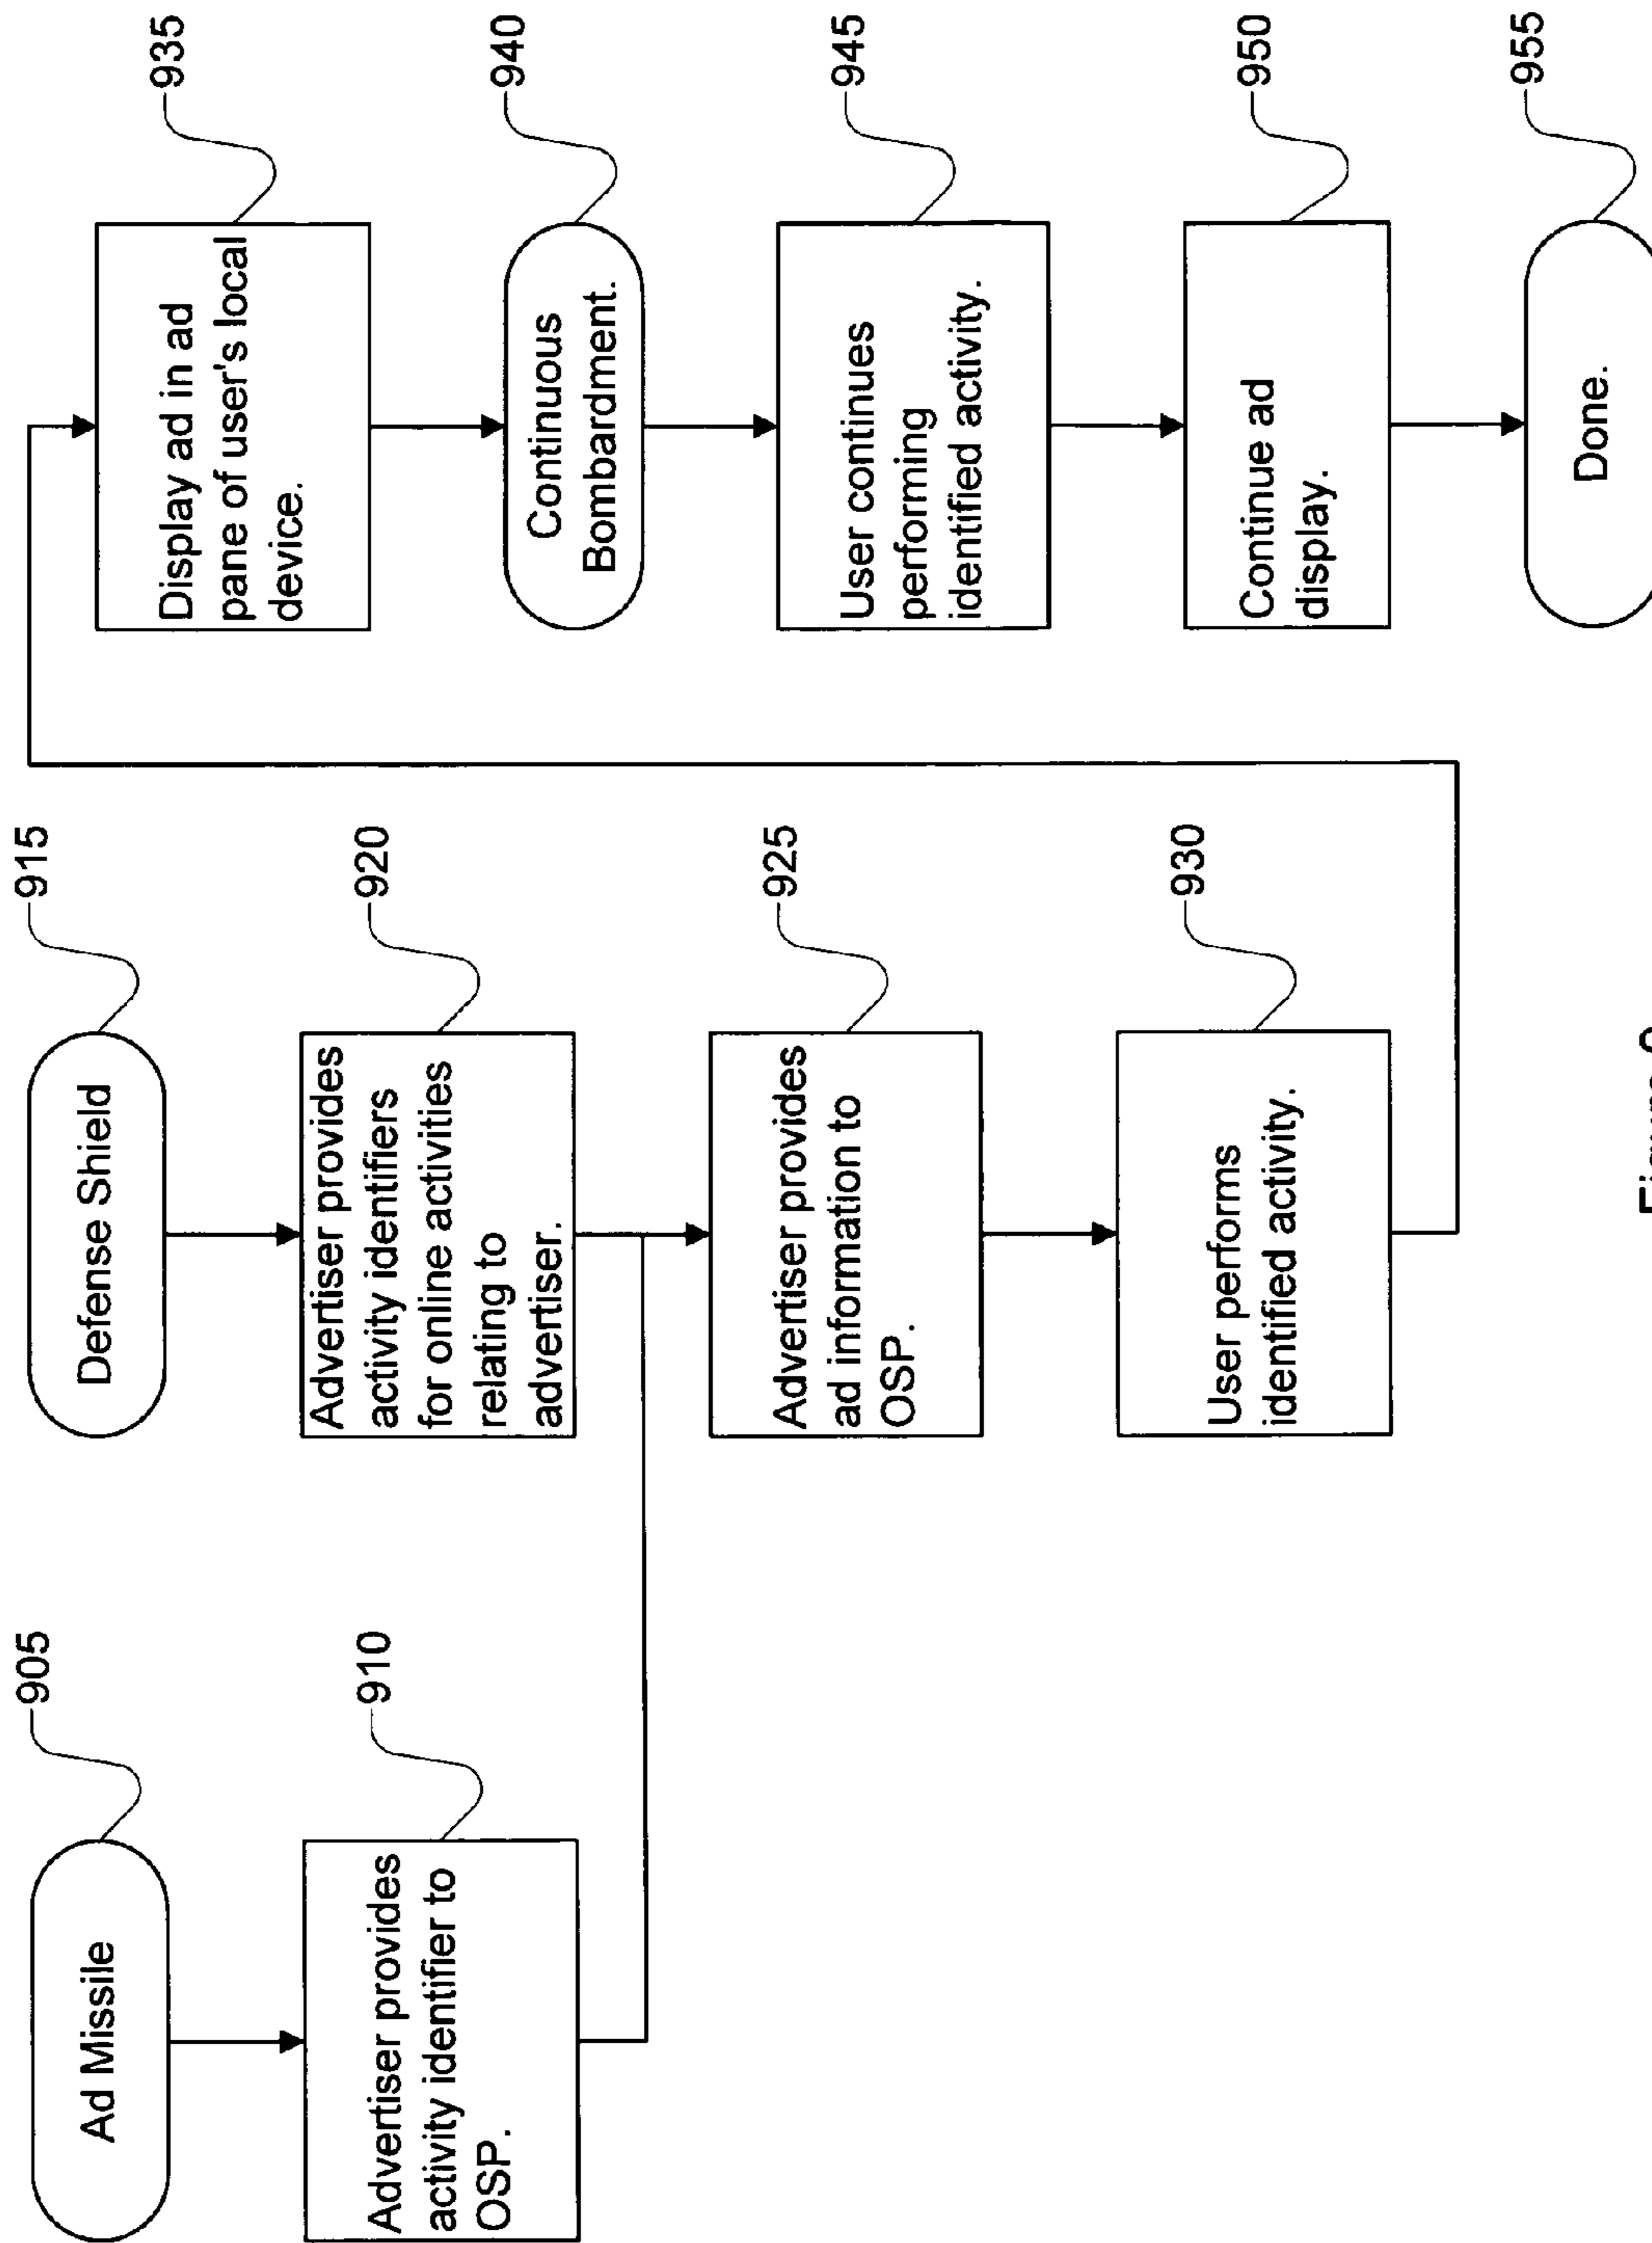 Ad Missile
905
Advertiser provides
activity identifier to
OSP.
910
Defense Shield
915
Advertiser provides
activity identifiers
for online activities
relating to
advertiser.
920
Advertiser provides
ad information to
OSP.
925
User performs
identified activity.
930
Display ad in ad
pane of user's local
device.
935
Continuous
Bombardment.
940
User continues
performing
identified activity.
945
Continue ad
display.
950
Done.
955
Figure